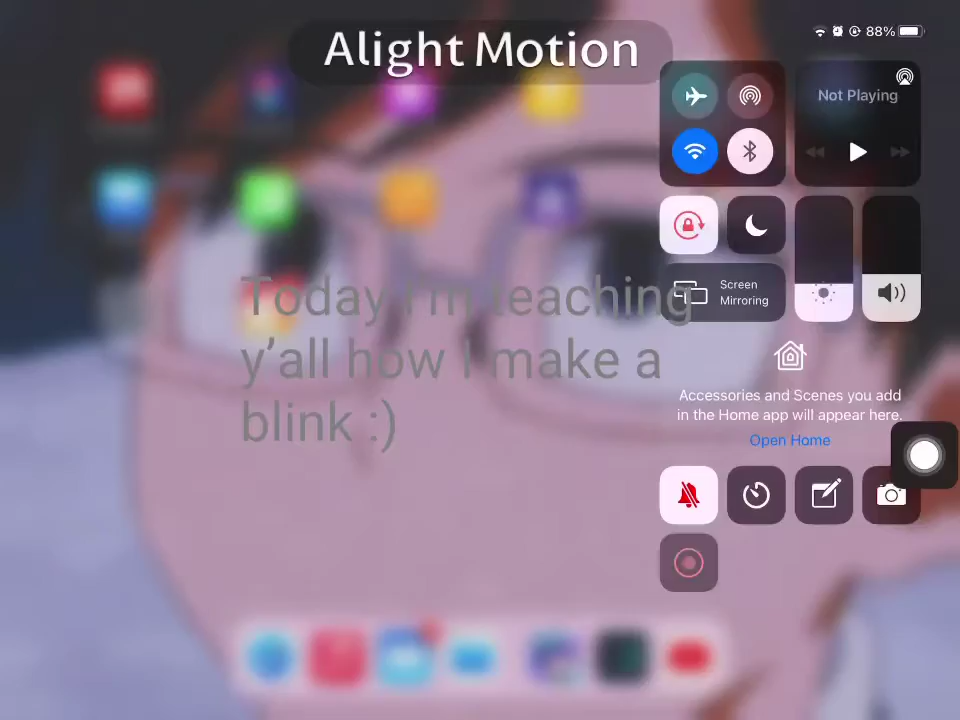 Alight Motion
88%
Not Playing
Today I'm teaching
y'all how I make a
blink :)
Screen
Mirroring
Accessories and Scenes you add
in the Home app will appear here.
Open Home